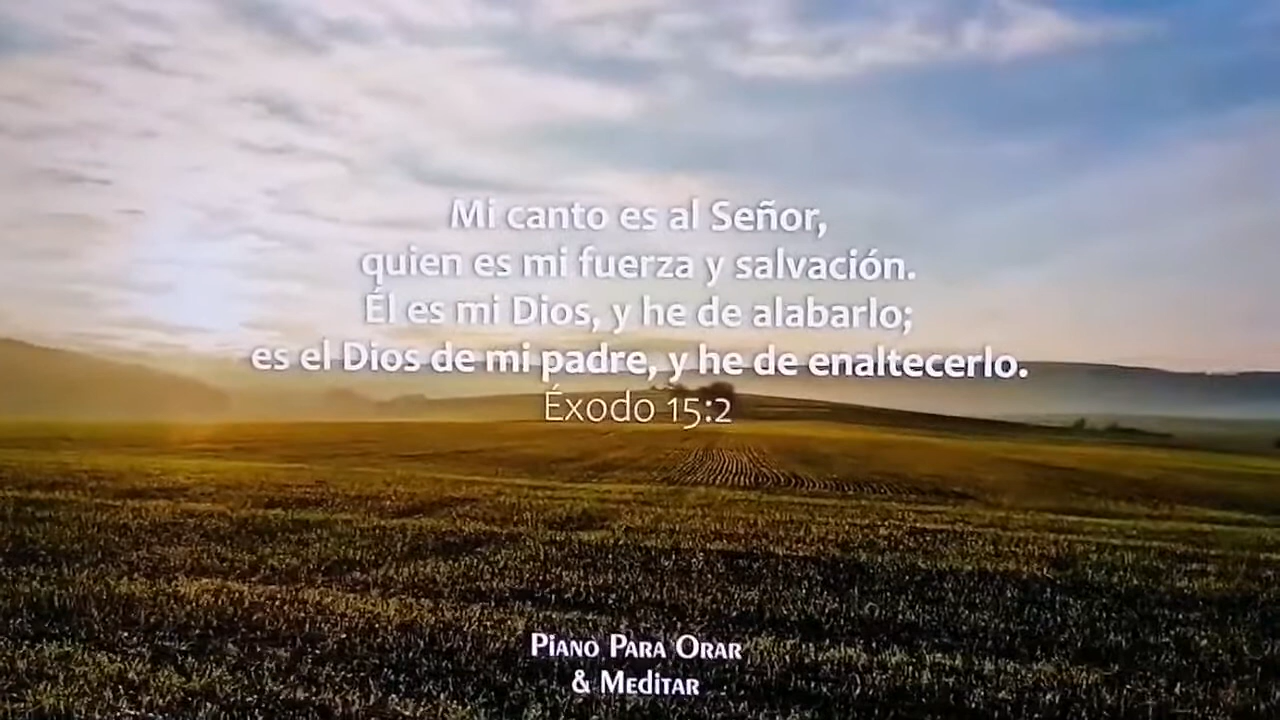 Mi canto es al Señor,
quien es mi fuerza y salvación.
Él es mi Dios, y he de alabarlo;
es el Dios de mi padre, y he de enaltecerlo.
Éxodo 15:2
Piano Para Orar
& Meditar